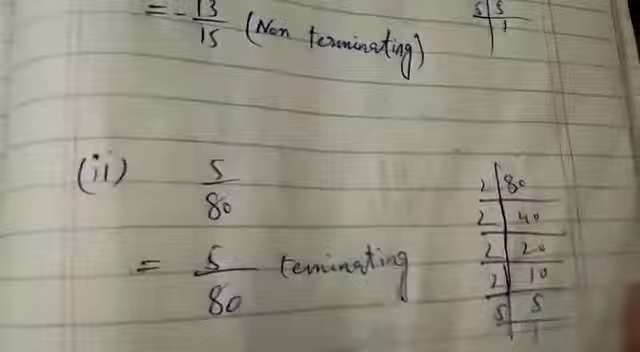 = - 13/15 (Non terminating)
5 | 5
1
(ii) 5/80
= 5/80 teminating
2 | 80
2 | 40
2 | 20
2 | 10
5 | 5
1